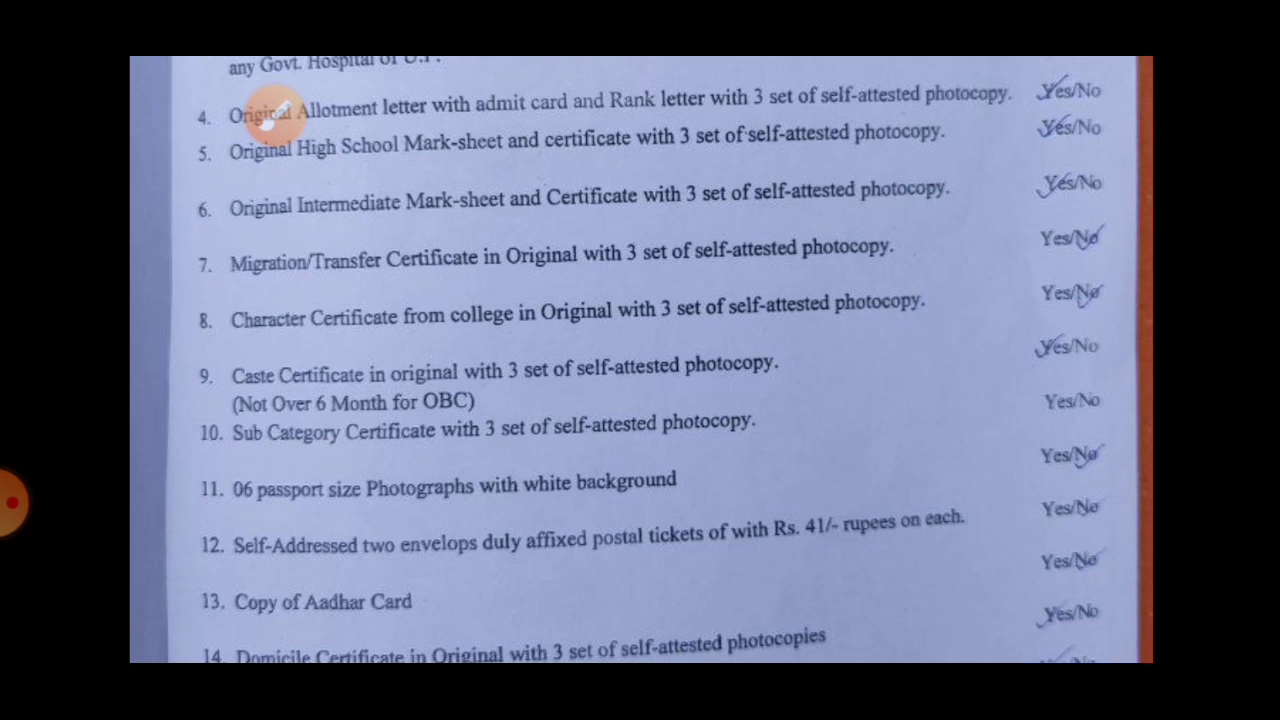 any Govt. Hospital of U.P.
4. Original Allotment letter with admit card and Rank letter with 3 set of self-attested photocopy. Yes/No
5. Original High School Mark-sheet and certificate with 3 set of self-attested photocopy. Yes/No
6. Original Intermediate Mark-sheet and Certificate with 3 set of self-attested photocopy. Yes/No
7. Migration/Transfer Certificate in Original with 3 set of self-attested photocopy. Yes/No
8. Character Certificate from college in Original with 3 set of self-attested photocopy. Yes/No
9. Caste Certificate in original with 3 set of self-attested photocopy. Yes/No
(Not Over 6 Month for OBC)
10. Sub Category Certificate with 3 set of self-attested photocopy. Yes/No
11. 06 passport size Photographs with white background Yes/No
12. Self-Addressed two envelops duly affixed postal tickets of with Rs. 41/- rupees on each. Yes/No
13. Copy of Aadhar Card Yes/No
14. Domicile Certificate in Original with 3 set of self-attested photocopies Yes/No